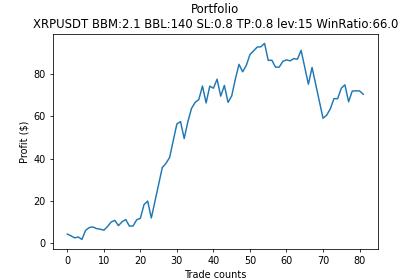 Portfolio
XRPUSDT BBM:2.1 BBL:140 SL:0.8 TP:0.8 lev:15 WinRatio:66.0
80
60
40
20
0
Profit ($)
0 10 20 30 40 50 60 70 80
Trade counts